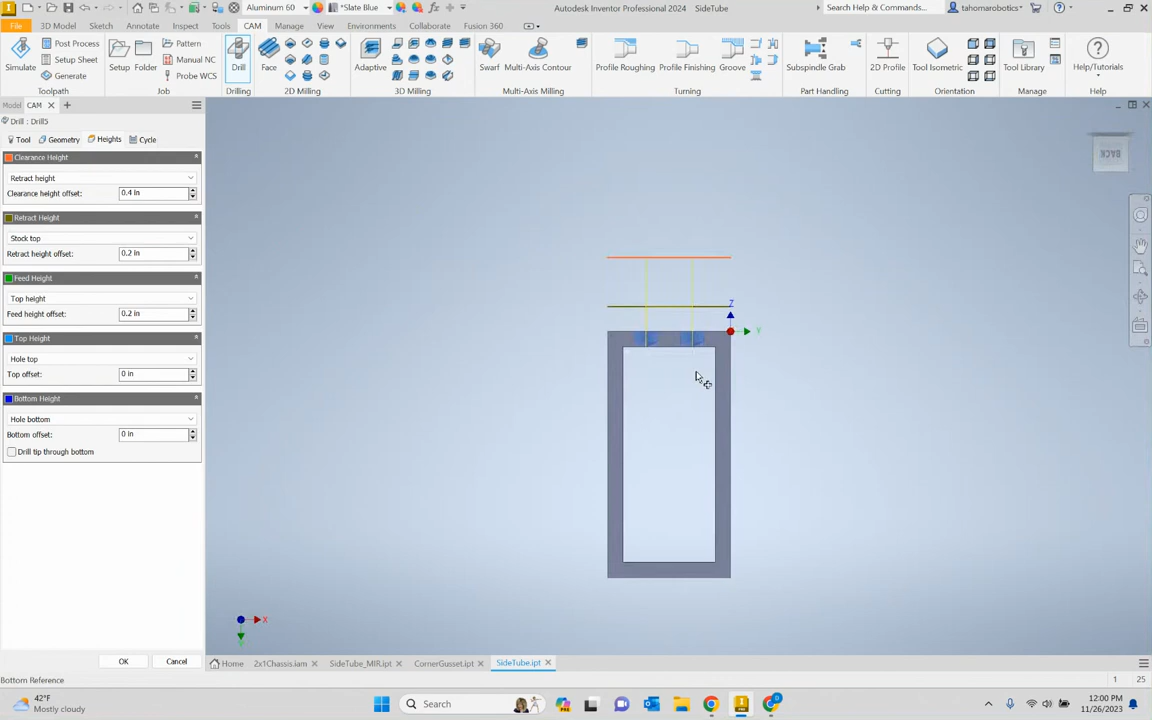 Aluminum 60
*Slate Blue
Autodesk Inventor Professional 2024
SideTube
Search Help & Commands...
tahomarobotics
File
3D Model
Sketch
Annotate
Inspect
Tools
CAM
Manage
View
Environments
Collaborate
Fusion 360
Simulate
Post Process
Setup Sheet
Generate
Toolpath
Setup
Folder
Pattern
Manual NC
Probe WCS
Job
Drill
Drilling
Face
2D Milling
Adaptive
3D Milling
Swarf
Multi-Axis Contour
Multi-Axis Milling
Profile Roughing
Profile Finishing
Groove
Turning
Subspindle Grab
Part Handling
2D Profile
Cutting
Tool Isometric
Orientation
Tool Library
Manage
Help/Tutorials
Help
Model
CAM
Drill : Drill5
Tool
Geometry
Heights
Cycle
Clearance Height
Retract height
Clearance height offset:
0.4 in
Retract Height
Stock top
Retract height offset:
0.2 in
Feed Height
Top height
Feed height offset:
0.2 in
Top Height
Hole top
Top offset:
0 in
Bottom Height
Hole bottom
Bottom offset:
0 in
Drill tip through bottom
OK
Cancel
BACK
Z
Y
X
Y
Home
2x1Chassis.iam
SideTube_MIR.ipt
CornerGusset.ipt
SideTube.ipt
Bottom Reference
1
25
42°F
Mostly cloudy
Search
12:00 PM
11/26/2023